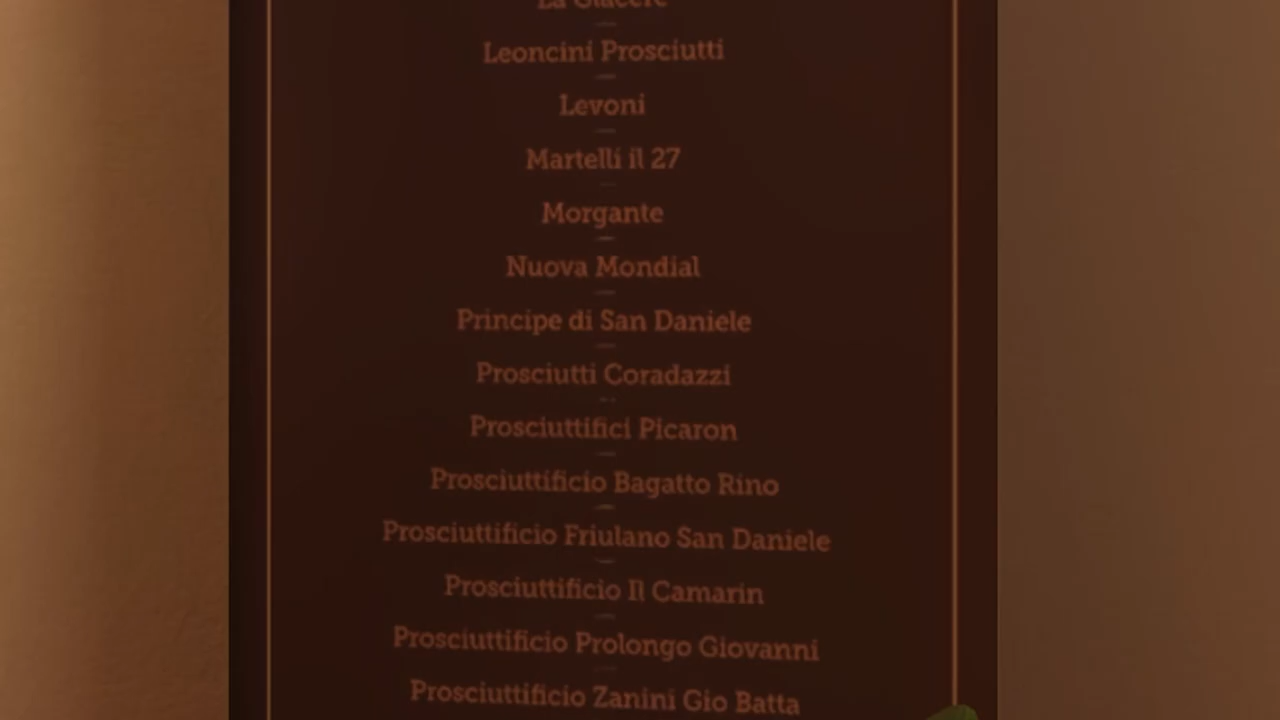 Leoncini Prosciutti
Levoni
Martelli il 27
Morgante
Nuova Mondial
Principe di San Daniele
Prosciutti Coradazzi
Prosciuttifici Picaron
Prosciuttificio Bagatto Rino
Prosciuttificio Friulano San Daniele
Prosciuttificio Il Camarin
Prosciuttificio Prolongo Giovanni
Prosciuttificio Zanini Gio Batta